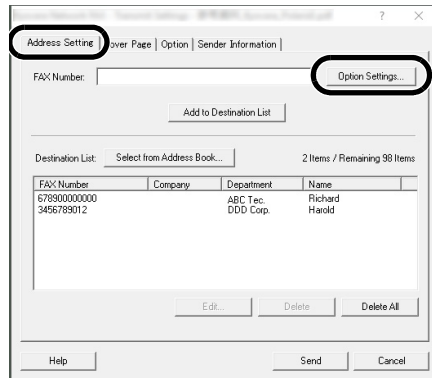 ? ×
Address Setting over Page Option Sender Information
FAX Number: Option Settings...
Add to Destination List
Destination List: Select from Address Book... 2 Items / Remaining 98 Items
FAX Number Company Department Name
678900000000 ABC Tec. Richard
3456789012 DDD Corp. Harold
Edit... Delete Delete All
Help Send Cancel